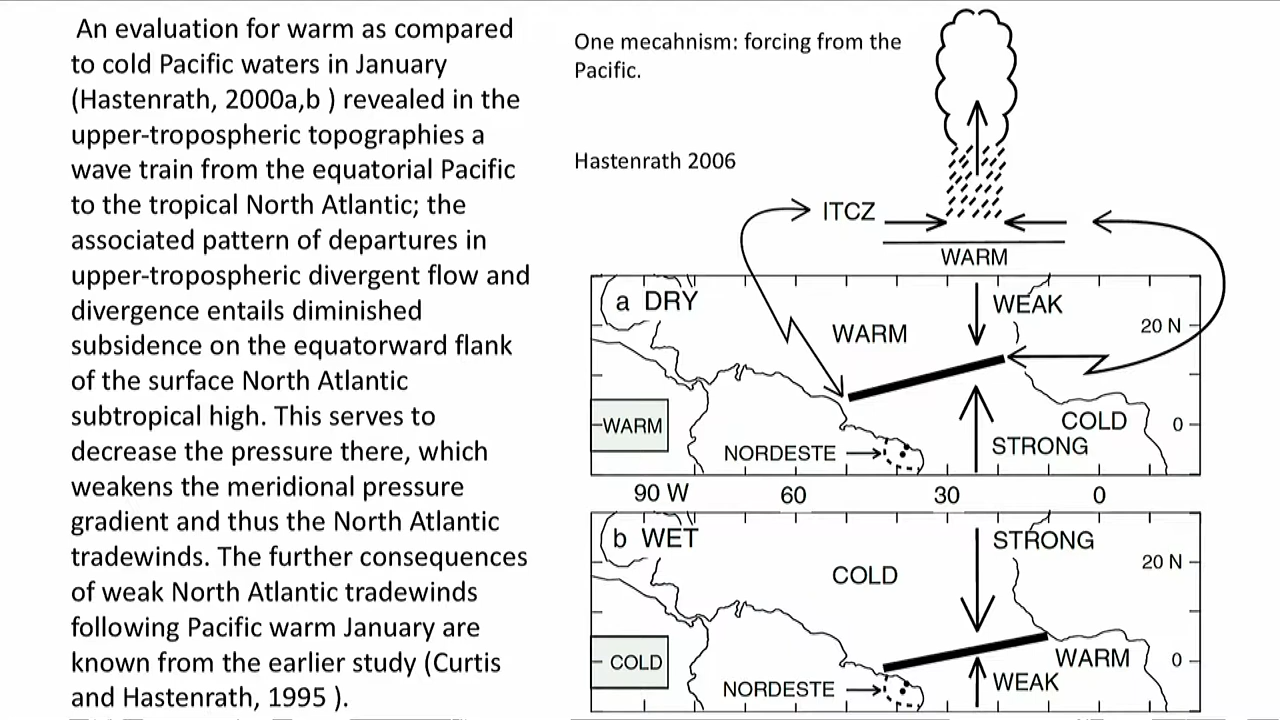 An evaluation for warm as compared
to cold Pacific waters in January
(Hastenrath, 2000a,b ) revealed in the
upper-tropospheric topographies a
wave train from the equatorial Pacific
to the tropical North Atlantic; the
associated pattern of departures in
upper-tropospheric divergent flow and
divergence entails diminished
subsidence on the equatorward flank
of the surface North Atlantic
subtropical high. This serves to
decrease the pressure there, which
weakens the meridional pressure
gradient and thus the North Atlantic
tradewinds. The further consequences
of weak North Atlantic tradewinds
following Pacific warm January are
known from the earlier study (Curtis
and Hastenrath, 1995 ).
One mecahnism: forcing from the
Pacific.
Hastenrath 2006
ITCZ
WARM
a DRY
WEAK
WARM
20 N
WARM
COLD
0
NORDESTE
STRONG
90 W 60 30 0
b WET
STRONG
COLD
20 N
COLD
WARM
0
NORDESTE
WEAK